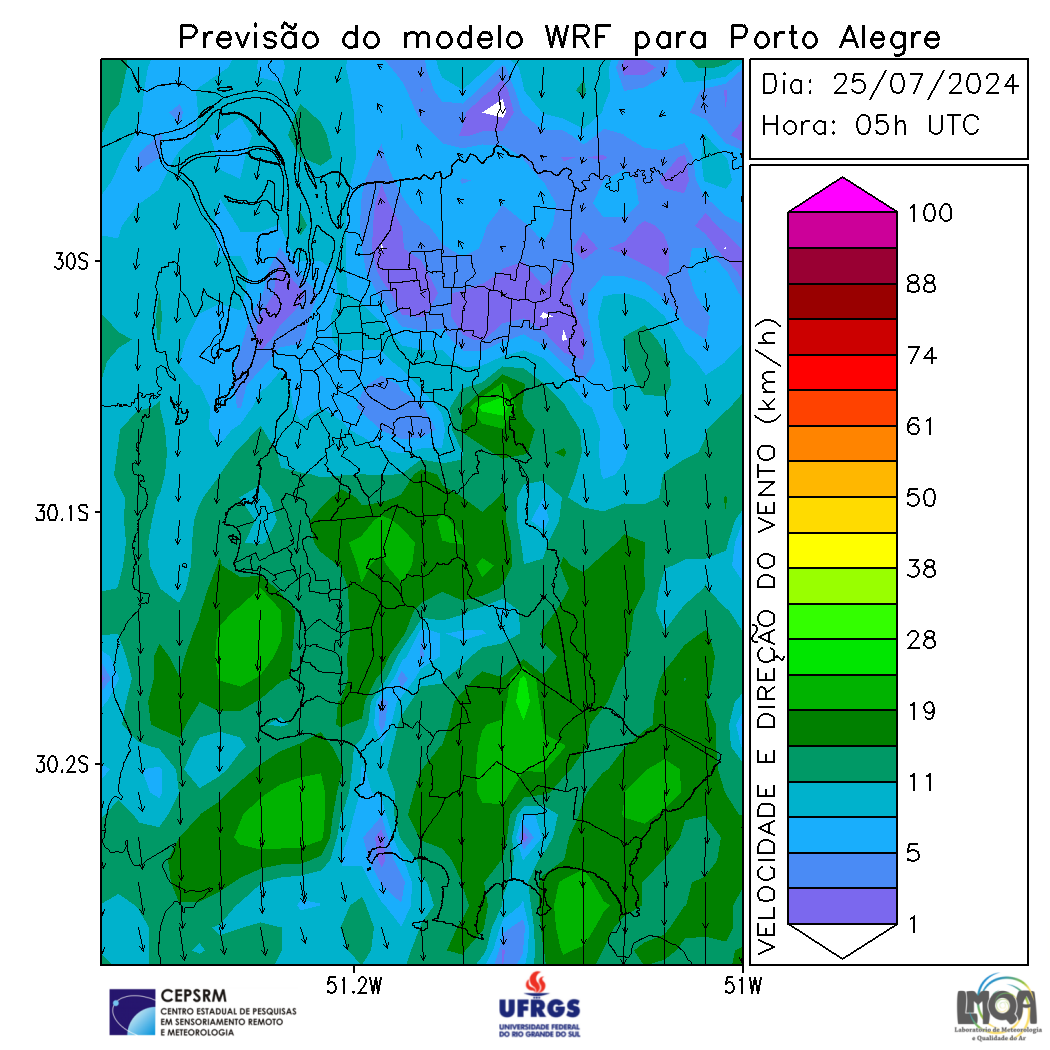 Previsão do modelo WRF para Porto Alegre
Dia: 25/07/2024
Hora: 05h UTC
30S
30.1S
30.2S
51.2W
51W
VELOCIDADE E DIREÇÃO DO VENTO (km/h)
100
88
74
61
50
38
28
19
11
5
1
CEPSRM
CENTRO ESTADUAL DE PESQUISAS
EM SENSORIAMENTO REMOTO
E METEOROLOGIA
UFRGS
UNIVERSIDADE FEDERAL
DO RIO GRANDE DO SUL
LMQA
Laboratório de Meteorologia
e Qualidade do Ar